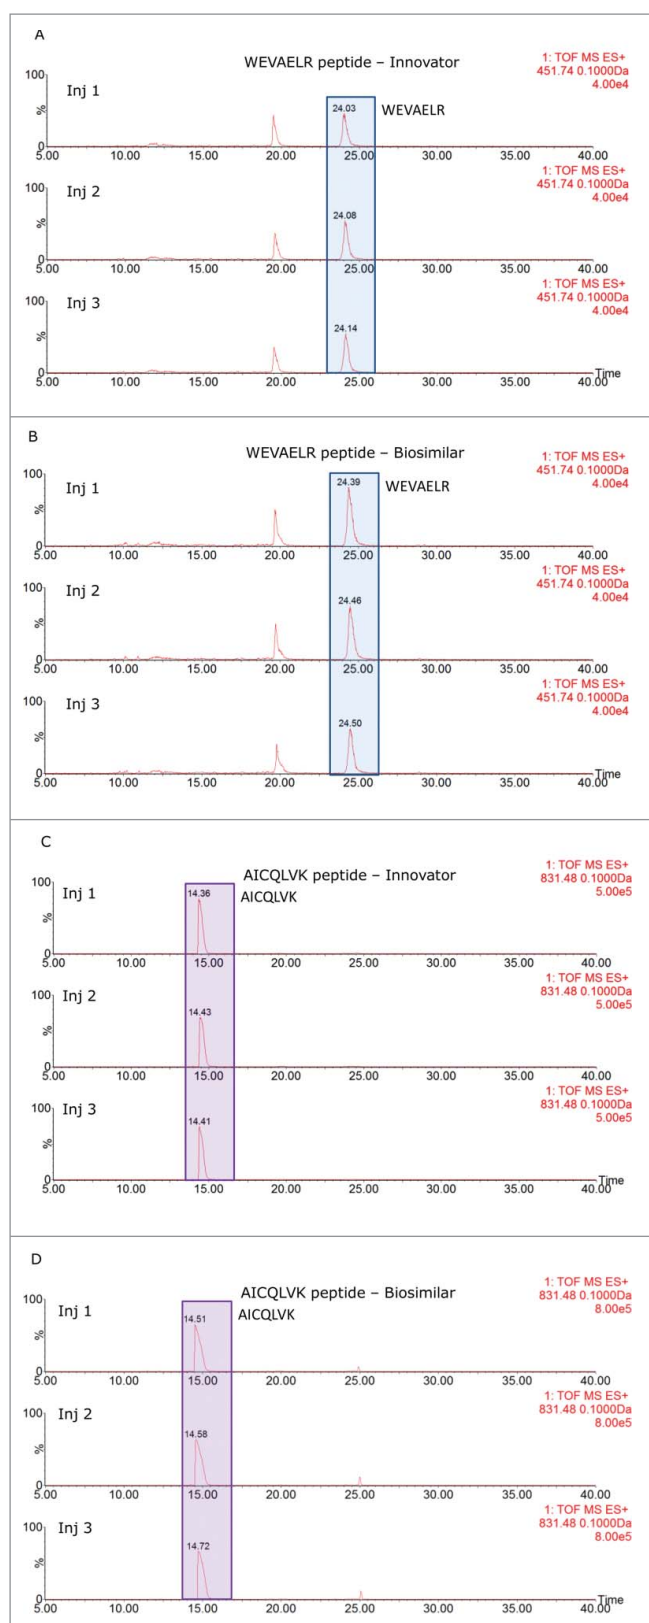 A
WEVAELR peptide – Innovator
1: TOF MS ES+
451.74 0.1000Da
4.00e4
100
%
0
Inj 1
24.03
WEVAELR
5.00 10.00 15.00 20.00 25.00 30.00 35.00 40.00
1: TOF MS ES+
451.74 0.1000Da
4.00e4
100
%
0
Inj 2
24.08
5.00 10.00 15.00 20.00 25.00 30.00 35.00 40.00
1: TOF MS ES+
451.74 0.1000Da
4.00e4
100
%
0
Inj 3
24.14
Time
5.00 10.00 15.00 20.00 25.00 30.00 35.00 40.00
B
WEVAELR peptide – Biosimilar
1: TOF MS ES+
451.74 0.1000Da
4.00e4
100
%
0
Inj 1
24.39
WEVAELR
5.00 10.00 15.00 20.00 25.00 30.00 35.00 40.00
1: TOF MS ES+
451.74 0.1000Da
4.00e4
100
%
0
Inj 2
24.46
5.00 10.00 15.00 20.00 25.00 30.00 35.00 40.00
1: TOF MS ES+
451.74 0.1000Da
4.00e4
100
%
0
Inj 3
24.50
Time
5.00 10.00 15.00 20.00 25.00 30.00 35.00 40.00
C
AICQLVK peptide – Innovator
1: TOF MS ES+
831.48 0.1000Da
5.00e5
100
%
0
Inj 1
14.36
AICQLVK
5.00 10.00 15.00 20.00 25.00 30.00 35.00 40.00
1: TOF MS ES+
831.48 0.1000Da
5.00e5
100
%
0
Inj 2
14.43
5.00 10.00 15.00 20.00 25.00 30.00 35.00 40.00
1: TOF MS ES+
831.48 0.1000Da
5.00e5
100
%
0
Inj 3
14.41
Time
5.00 10.00 15.00 20.00 25.00 30.00 35.00 40.00
D
AICQLVK peptide – Biosimilar
1: TOF MS ES+
831.48 0.1000Da
8.00e5
100
%
0
Inj 1
14.51
AICQLVK
5.00 10.00 15.00 20.00 25.00 30.00 35.00 40.00
1: TOF MS ES+
831.48 0.1000Da
8.00e5
100
%
0
Inj 2
14.58
5.00 10.00 15.00 20.00 25.00 30.00 35.00 40.00
1: TOF MS ES+
831.48 0.1000Da
8.00e5
100
%
0
Inj 3
14.72
Time
5.00 10.00 15.00 20.00 25.00 30.00 35.00 40.00